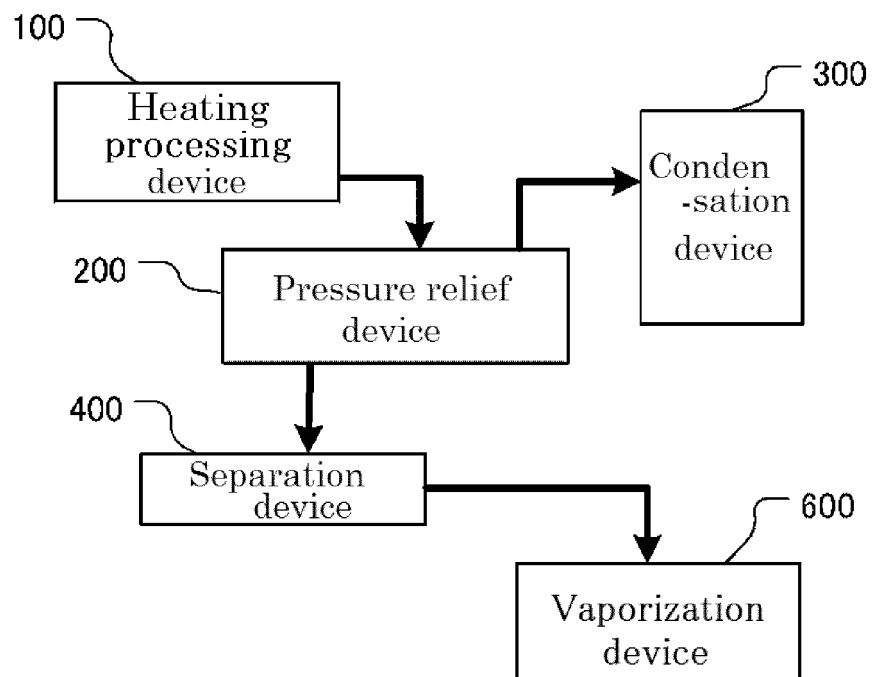 100
Heating
processing
device
300
Conden
-sation
device
200
Pressure relief
device
400
Separation
device
600
Vaporization
device